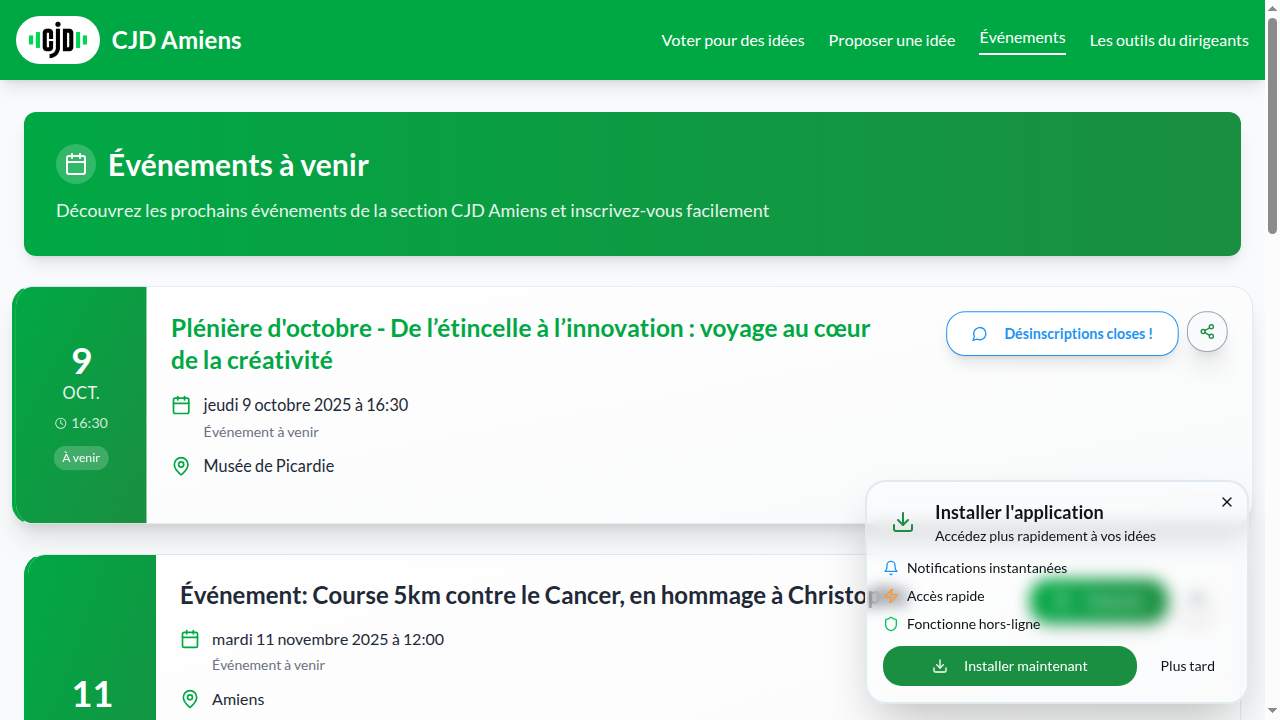 CJD
CJD Amiens
Voter pour des idées
Proposer une idée
Événements
Les outils du dirigeants
Événements à venir
Découvrez les prochains événements de la section CJD Amiens et inscrivez-vous facilement
9
OCT.
16:30
À venir
Plénière d'octobre - De l’étincelle à l’innovation : voyage au cœur
de la créativité
jeudi 9 octobre 2025 à 16:30
Événement à venir
Musée de Picardie
Désinscriptions closes !
11
Événement: Course 5km contre le Cancer, en hommage à
mardi 11 novembre 2025 à 12:00
Événement à venir
Amiens
Installer l'application
Accédez plus rapidement à vos idées
Notifications instantanées
Accès rapide
Fonctionne hors-ligne
Installer maintenant
Plus tard